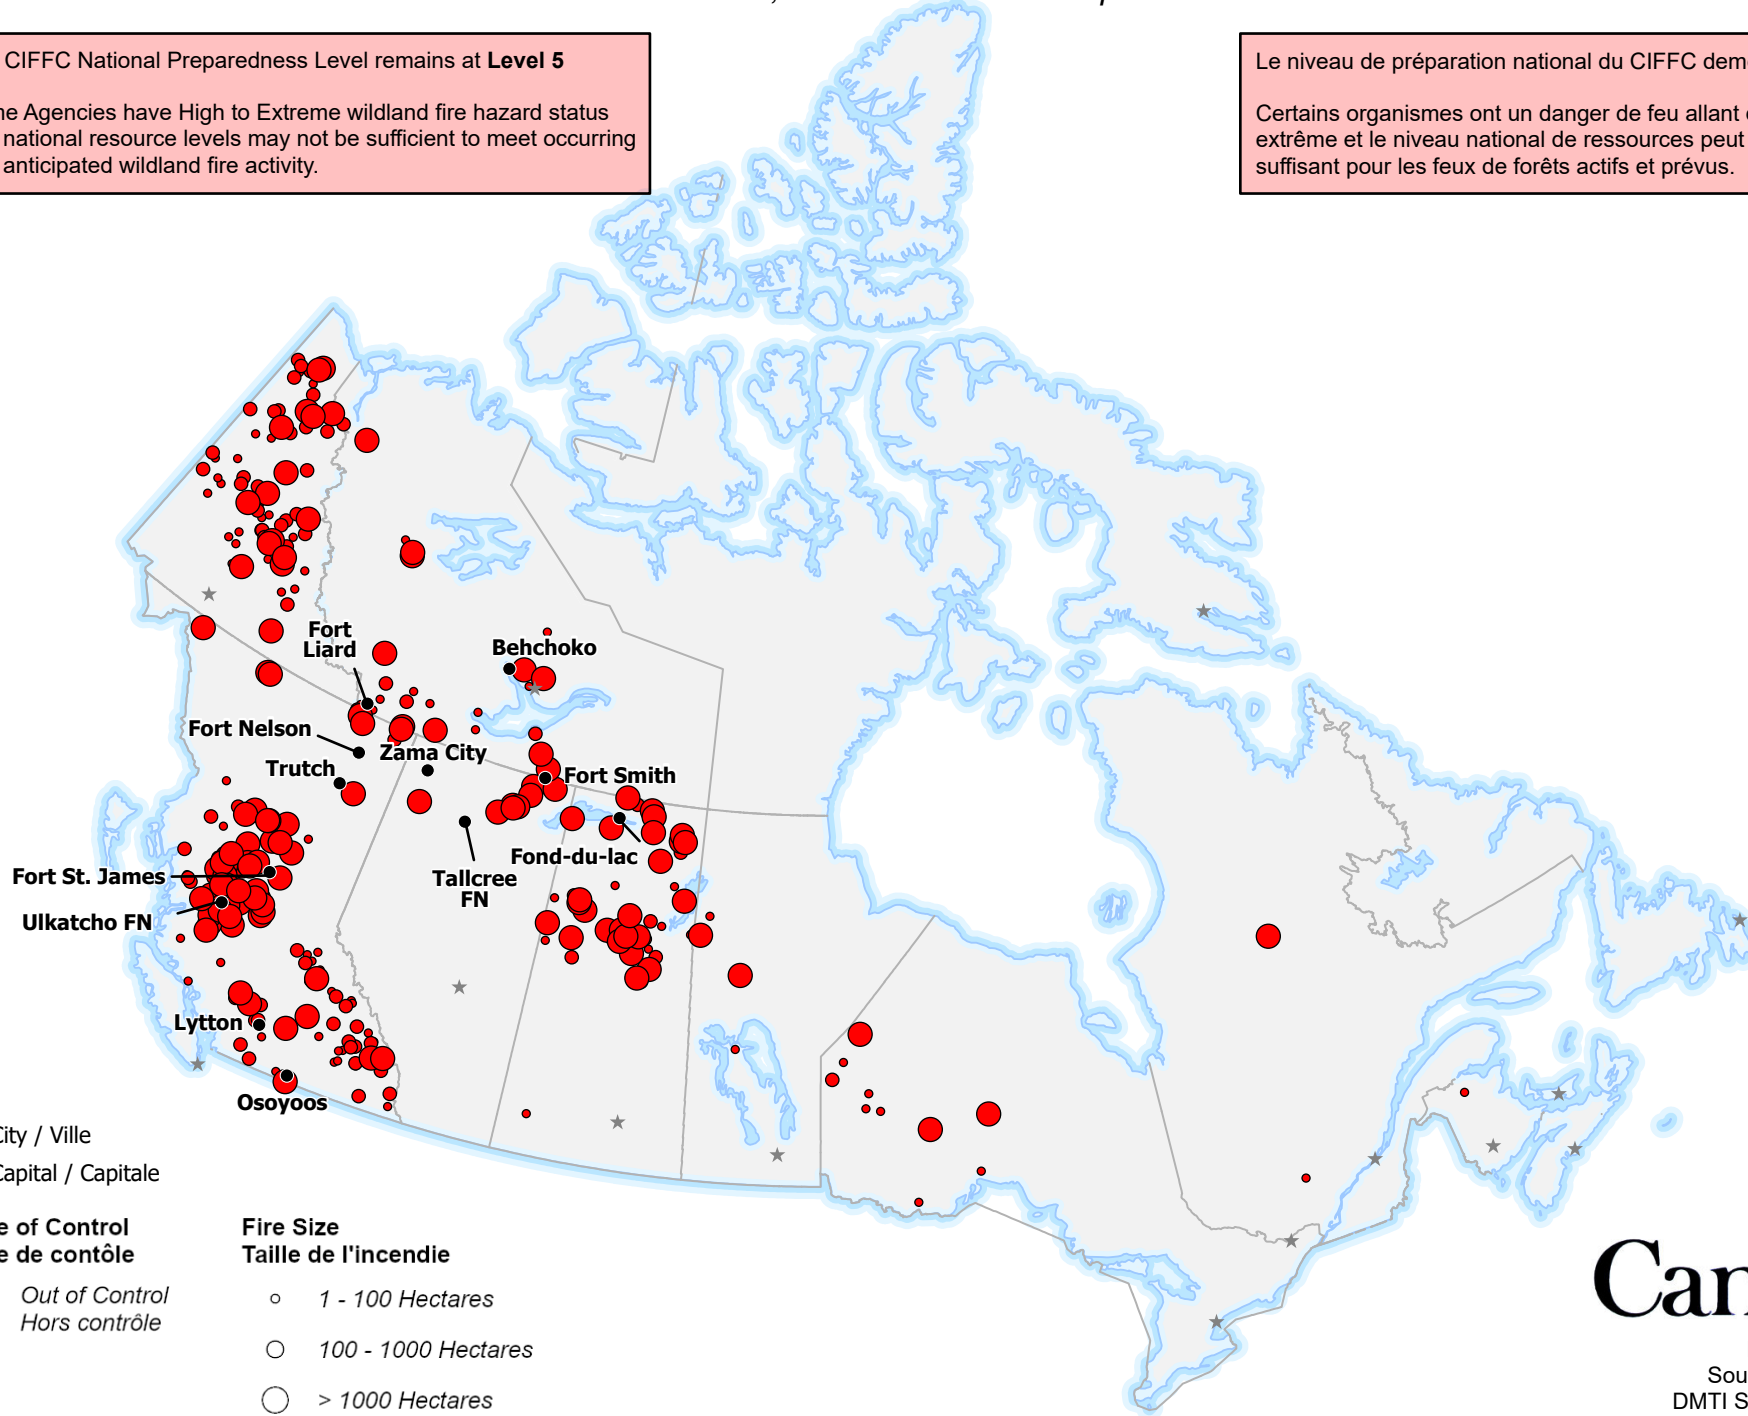 CIFFC National Preparedness Level remains at Level 5
Agencies have High to Extreme wildland fire hazard status
national resource levels may not be sufficient to meet occurring
anticipated wildland fire activity.
Le niveau de préparation national du CIFFC
Certains organismes ont un danger de feu allant
extrême et le niveau national de ressources peut
suffisant pour les feux de forêts actifs et prévus.
Fort
Liard
Behchoko
Fort Nelson
Zama City
Trutch
Fort Smith
Fond-du-lac
Fort St. James
Tallcree
FN
Ulkatcho FN
Lytton
Osoyoos
City / Ville
Capital / Capitale
of Control
de contôle
Out of Control
Hors contrôle
Fire Size
Taille de l'incendie
1 - 100 Hectares
100 - 1000 Hectares
> 1000 Hectares
Can
Sou
DMTI S